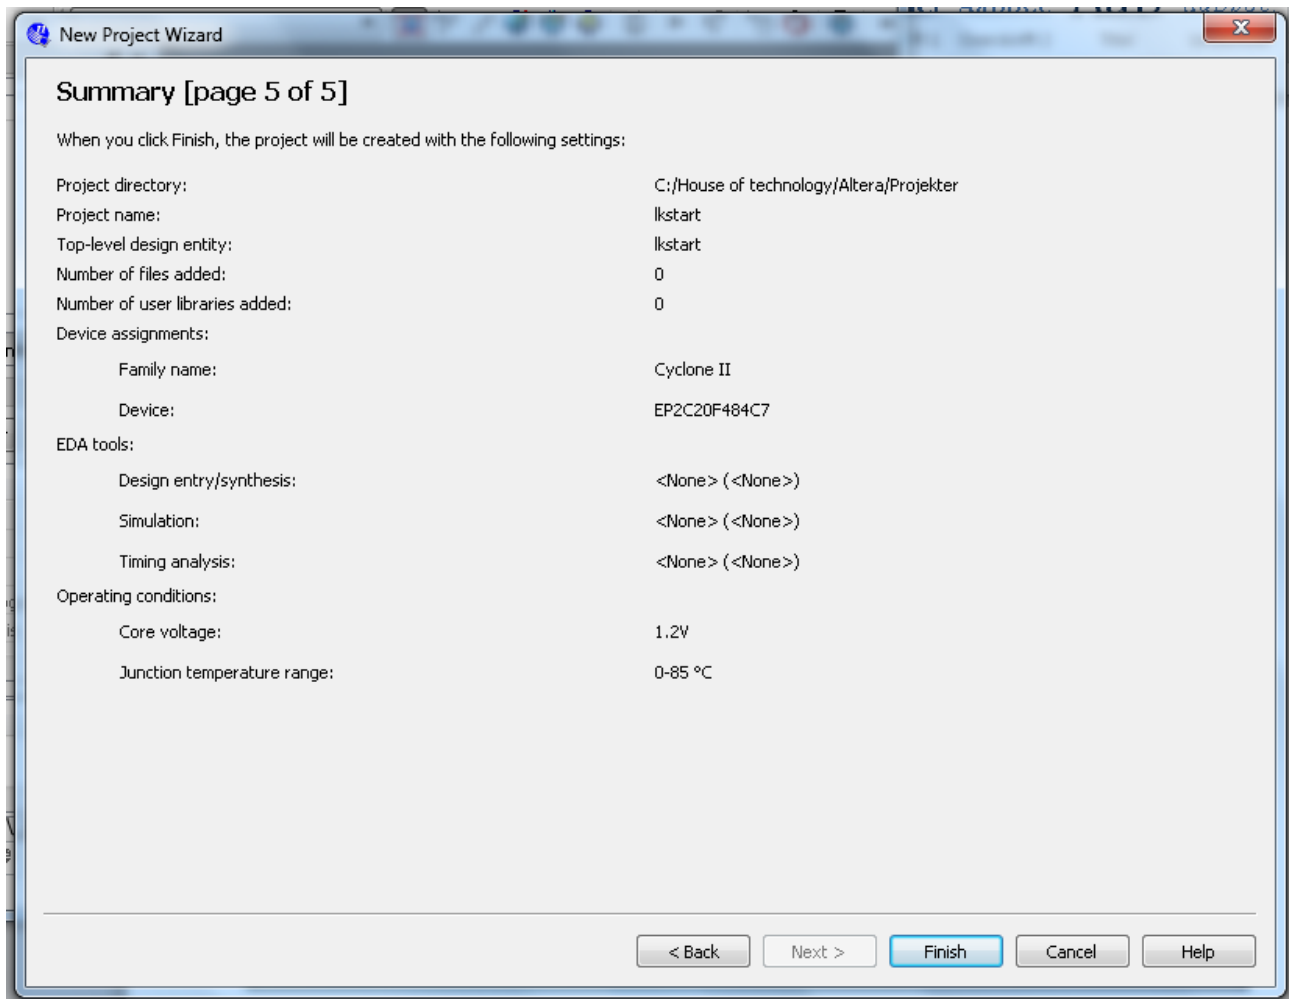 New Project Wizard
Summary [page 5 of 5]
When you click Finish, the project will be created with the following settings:
Project directory: C:/House of technology/Altera/Projekter
Project name: lkstart
Top-level design entity: lkstart
Number of files added: 0
Number of user libraries added: 0
Device assignments:
Family name: Cyclone II
Device: EP2C20F484C7
EDA tools:
Design entry/synthesis: <None> (<None>)
Simulation: <None> (<None>)
Timing analysis: <None> (<None>)
Operating conditions:
Core voltage: 1.2V
Junction temperature range: 0-85 °C
< Back Next > Finish Cancel Help